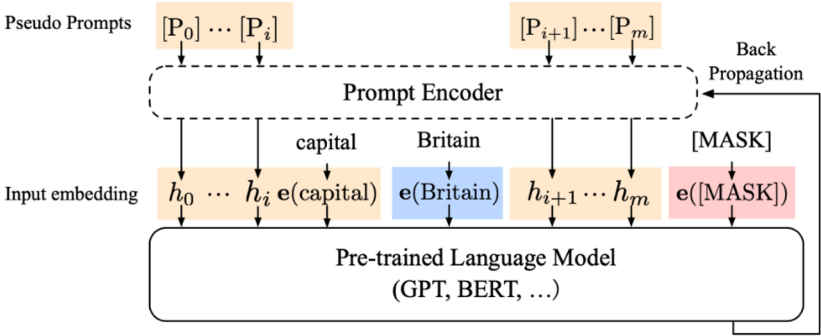 Pseudo Prompts [P₀] ⋯ [Pᵢ] [Pᵢ₊₁] ⋯ [Pₘ]
Back
Propagation
Prompt Encoder
capital Britain [MASK]
Input embedding h₀ ⋯ hᵢ e(capital) e(Britain) hᵢ₊₁ ⋯ hₘ e([MASK])
Pre-trained Language Model
(GPT, BERT, …)